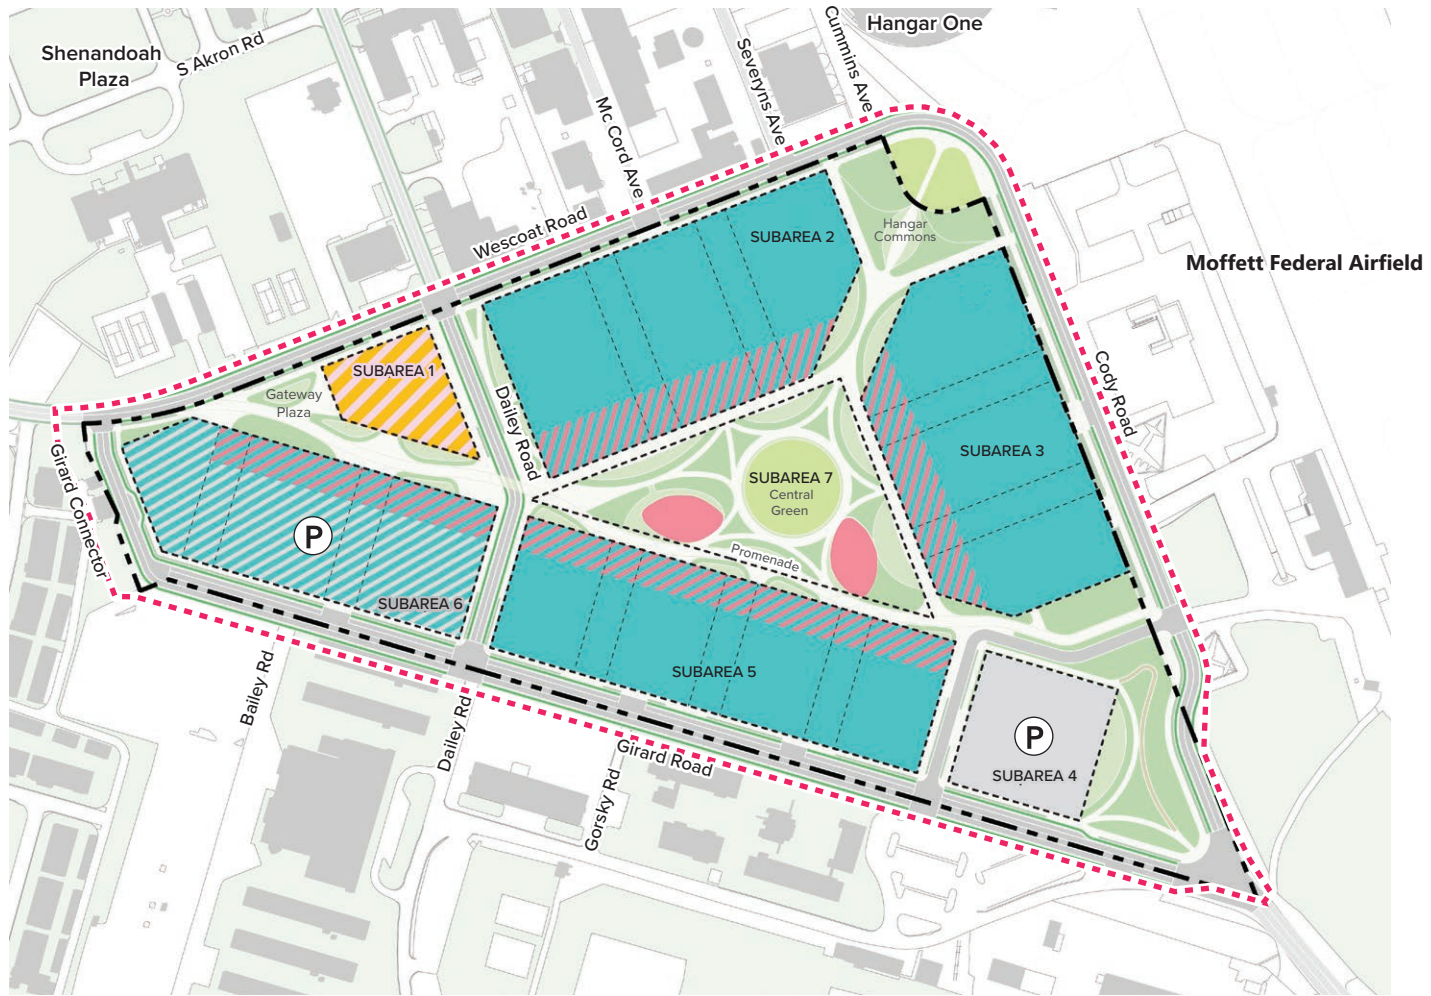 Hangar One
Shenandoah
Plaza
S Akron Rd
Mc Cord Ave
Severyns Ave
Cummins Ave
Wescoat Road
SUBAREA 2
Hangar
Commons
Moffett Federal Airfield
SUBAREA 1
Gateway
Plaza
Dailey Road
Cody Road
SUBAREA 3
SUBAREA 7
Central
Green
Girard Connector
P
Promenade
SUBAREA 6
SUBAREA 5
Bailey Rd
Dailey Rd
Girard Road
Gorsky Rd
P
SUBAREA 4